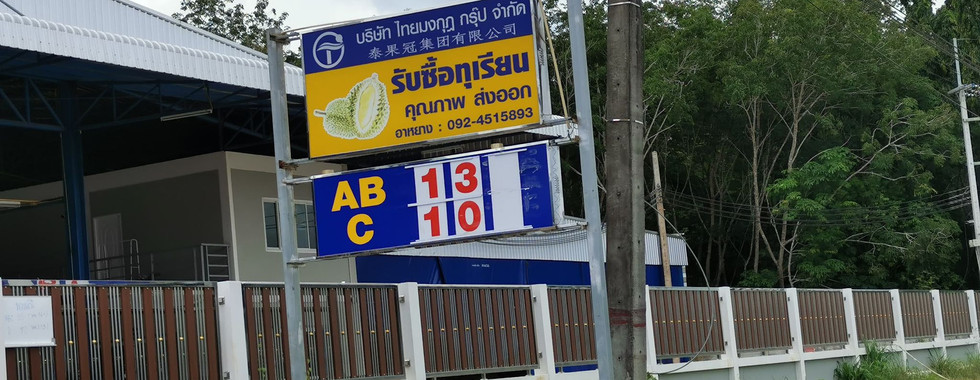 บริษัท ไทยมงกุฎ กรุ๊ป จำกัด
泰果冠集团有限公司
รับซื้อทุเรียน
คุณภาพ ส่งออก
อาหยาง : 092-4515893
AB 13
C 10